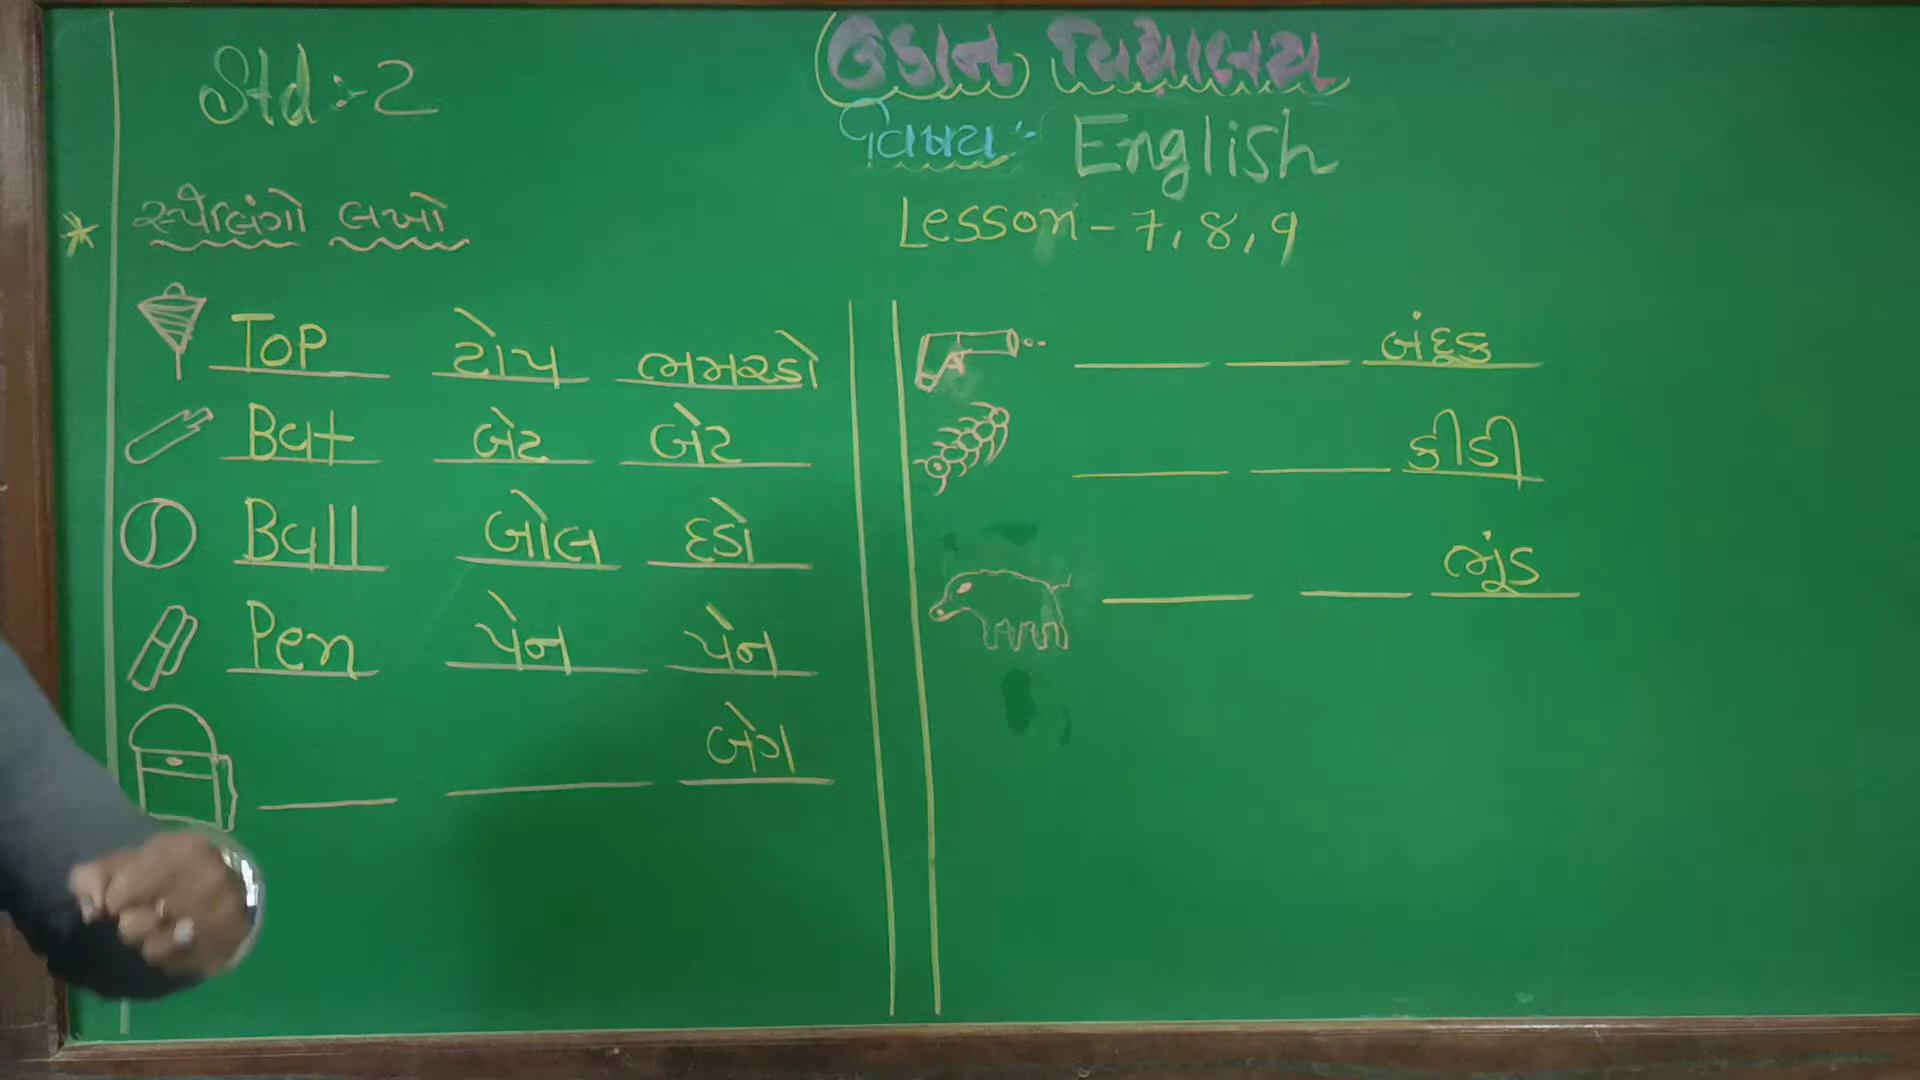 Std :- 2
ઉડાન વિદ્યાલય
વિષય :- English
Lesson - 7, 8, 9
* સ્પેલિંગો લખો
Top ટોપ ભમરડો
Bat બેટ બેટ
Ball બોલ દડો
Pen પેન પેન
બેગ
બંદૂક
કીડી
ભૂંડ